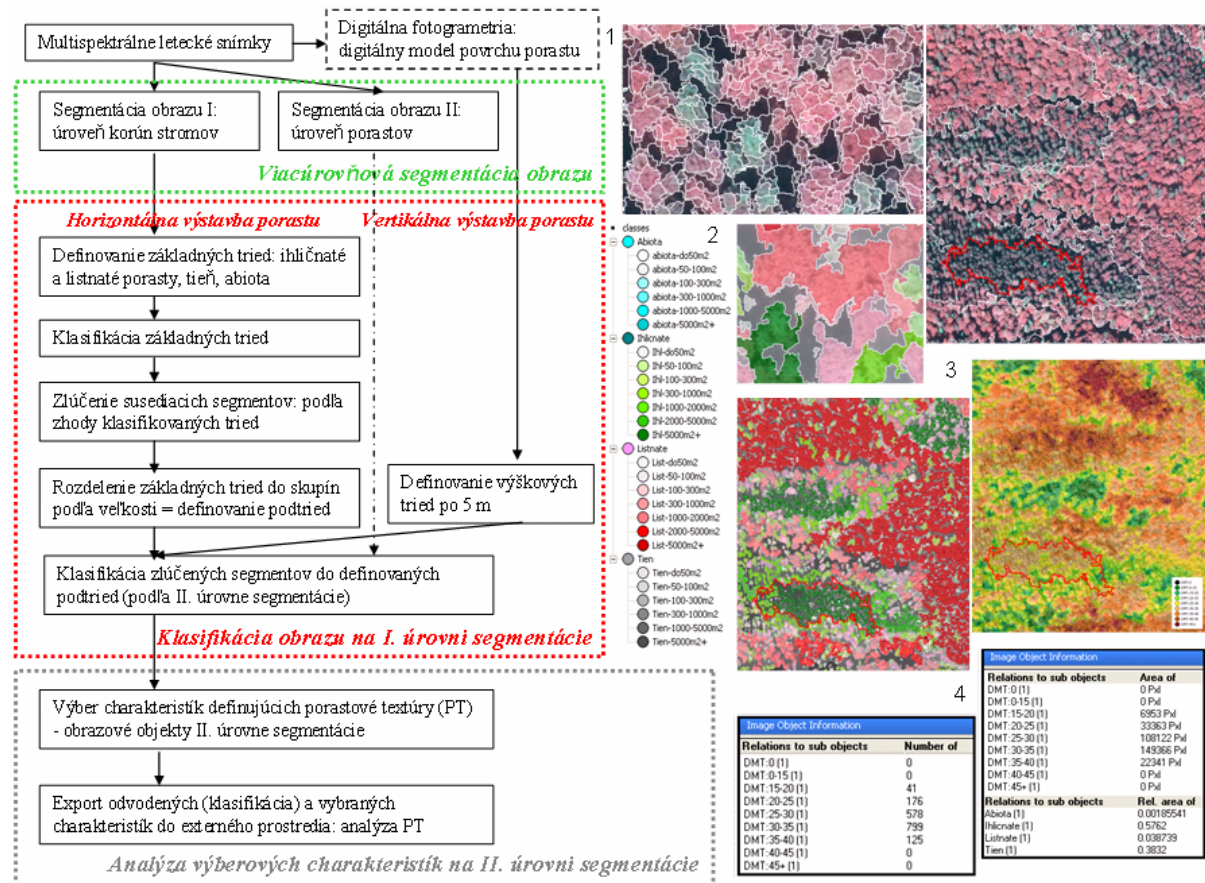 Multispektrálne letecké snímky
Digitálna fotogrametria:
digitálny model povrchu porastu
Segmentácia obrazu I:
úroveň korún stromov
Segmentácia obrazu II:
úroveň porastov
Viacúrovňová segmentácia obrazu
Horizontálna výstavba porastu
Vertikálna výstavba porastu
Definovanie základných tried: ihličnaté
a listnaté porasty, tieň, abiota
Klasifikácia základných tried
Zlúčenie susediacich segmentov: podľa
zhody klasifikovaných tried
Rozdelenie základných tried do skupín
podľa veľkosti = definovanie podtried
Definovanie výškových
tried po 5 m
Klasifikácia zlúčených segmentov do definovaných
podtried (podľa II. úrovne segmentácie)
Klasifikácia obrazu na I. úrovni segmentácie
Výber charakteristík definujúcich porastové textúry (PT)
- obrazové objekty II. úrovne segmentácie
Export odvodených (klasifikácia) a vybraných
charakteristík do externého prostredia: analýza PT
Analýza výberových charakteristík na II. úrovni segmentácie
1
2
classes
Abiota
abiota-do50m2
abiota-50-100m2
abiota-100-300m2
abiota-300-1000m2
abiota-1000-5000m2
abiota-5000m2+
Ihlicnate
Ihl-do50m2
Ihl-50-100m2
Ihl-100-300m2
Ihl-300-1000m2
Ihl-1000-2000m2
Ihl-2000-5000m2
Ihl-5000m2+
Listnate
List-do50m2
List-50-100m2
List-100-300m2
List-300-1000m2
List-1000-2000m2
List-2000-5000m2
List-5000m2+
Tien
Tien-do50m2
Tien-50-100m2
Tien-100-300m2
Tien-300-1000m2
Tien-1000-5000m2
Tien-5000m2+
3
4
Image Object Information
Relations to sub objects Number of
DMT:0 (1) 0
DMT:0-15 (1) 0
DMT:15-20 (1) 41
DMT:20-25 (1) 176
DMT:25-30 (1) 578
DMT:30-35 (1) 799
DMT:35-40 (1) 125
DMT:40-45 (1) 0
DMT:45+ (1) 0
Image Object Information
Relations to sub objects Area of
DMT:0 (1) 0 Pxl
DMT:0-15 (1) 0 Pxl
DMT:15-20 (1) 6953 Pxl
DMT:20-25 (1) 33363 Pxl
DMT:25-30 (1) 108122 Pxl
DMT:30-35 (1) 149366 Pxl
DMT:35-40 (1) 22341 Pxl
DMT:40-45 (1) 0 Pxl
DMT:45+ (1) 0 Pxl
Relations to sub objects Rel. area of
Abiota (1) 0.00185541
Ihlicnate (1) 0.5762
Listnate (1) 0.038739
Tien (1) 0.3832